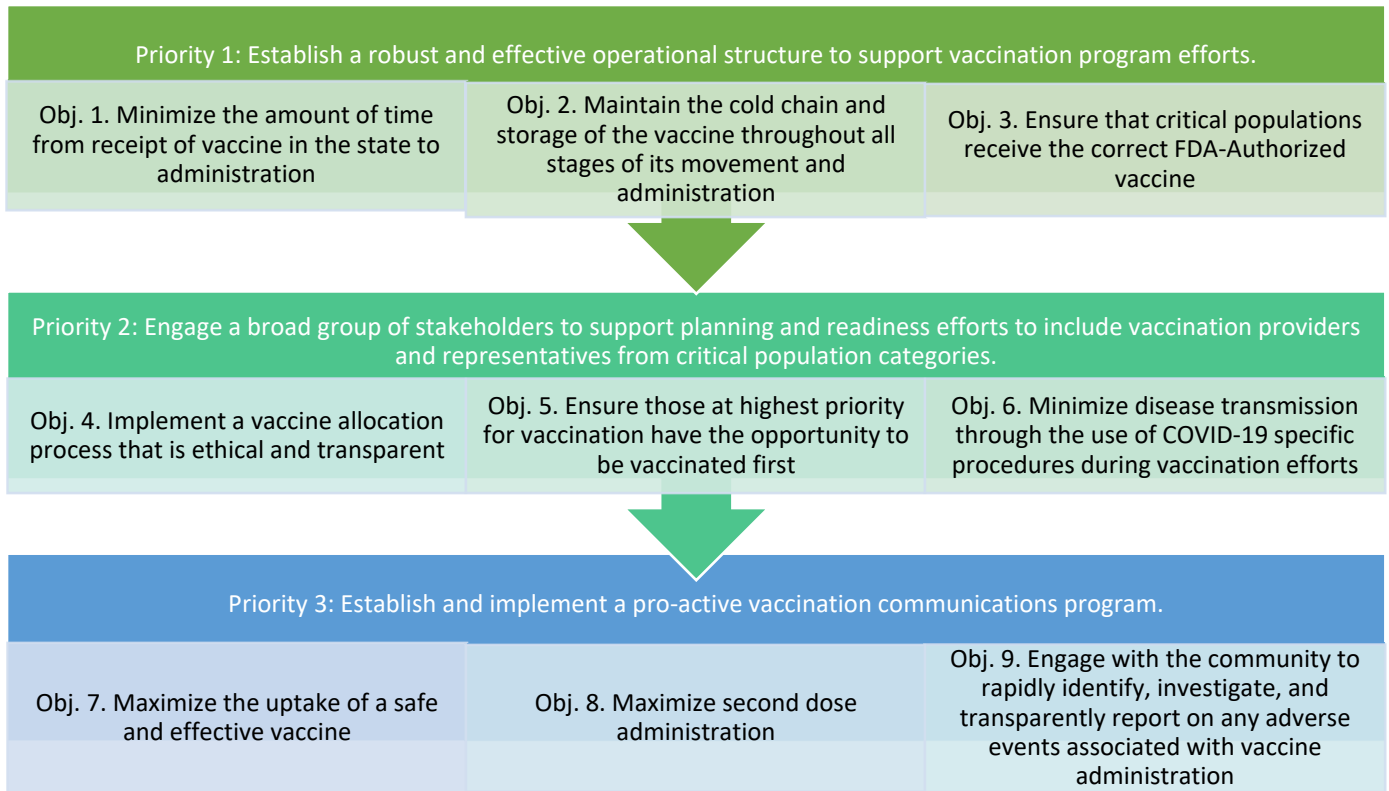 Priority 1: Establish a robust and effective operational structure to support vaccination program efforts.
Obj. 1. Minimize the amount of time
from receipt of vaccine in the state to
administration
Obj. 2. Maintain the cold chain and
storage of the vaccine throughout all
stages of its movement and
administration
Obj. 3. Ensure that critical populations
receive the correct FDA-Authorized
vaccine
Priority 2: Engage a broad group of stakeholders to support planning and readiness efforts to include vaccination providers
and representatives from critical population categories.
Obj. 4. Implement a vaccine allocation
process that is ethical and transparent
Obj. 5. Ensure those at highest priority
for vaccination have the opportunity to
be vaccinated first
Obj. 6. Minimize disease transmission
through the use of COVID-19 specific
procedures during vaccination efforts
Priority 3: Establish and implement a pro-active vaccination communications program.
Obj. 7. Maximize the uptake of a safe
and effective vaccine
Obj. 8. Maximize second dose
administration
Obj. 9. Engage with the community to
rapidly identify, investigate, and
transparently report on any adverse
events associated with vaccine
administration